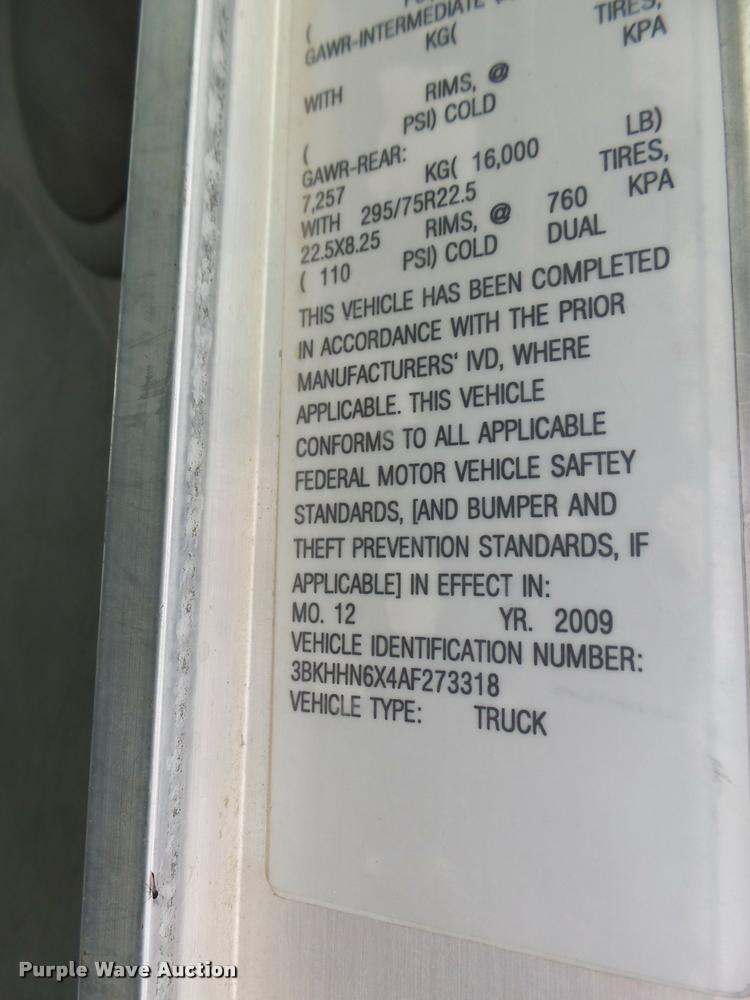 (
GAWR-INTERMEDIATE TIRES,
KG( KPA
WITH RIMS, @
PSI) COLD
(
GAWR-REAR: LB)
7,257 KG( 16,000 TIRES,
WITH 295/75R22.5 KPA
22.5X8.25 RIMS, @ 760
( 110 PSI) COLD DUAL
THIS VEHICLE HAS BEEN COMPLETED
IN ACCORDANCE WITH THE PRIOR
MANUFACTURERS' IVD, WHERE
APPLICABLE. THIS VEHICLE
CONFORMS TO ALL APPLICABLE
FEDERAL MOTOR VEHICLE SAFTEY
STANDARDS, [AND BUMPER AND
THEFT PREVENTION STANDARDS, IF
APPLICABLE] IN EFFECT IN:
MO. 12 YR. 2009
VEHICLE IDENTIFICATION NUMBER:
3BKHHN6X4AF273318
VEHICLE TYPE: TRUCK
Purple Wave Auction